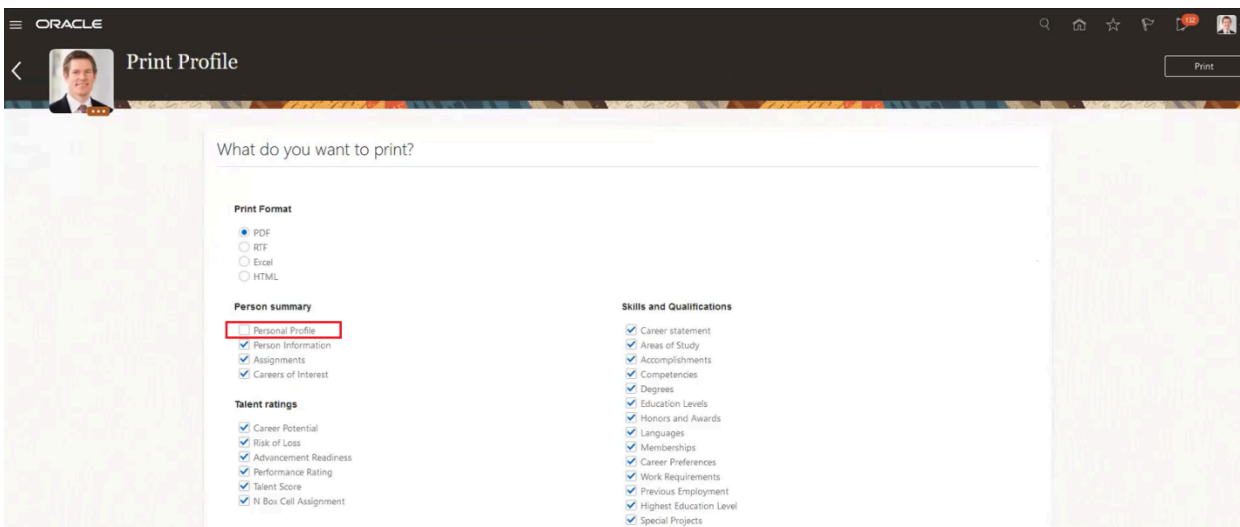 ORACLE
132
Print Profile
Print
What do you want to print?
Print Format
PDF
RTF
Excel
HTML
Person summary
Personal Profile
Person Information
Assignments
Careers of Interest
Talent ratings
Career Potential
Risk of Loss
Advancement Readiness
Performance Rating
Talent Score
N Box Cell Assignment
Skills and Qualifications
Career statement
Areas of Study
Accomplishments
Competencies
Degrees
Education Levels
Honors and Awards
Languages
Memberships
Career Preferences
Work Requirements
Previous Employment
Highest Education Level
Special Projects